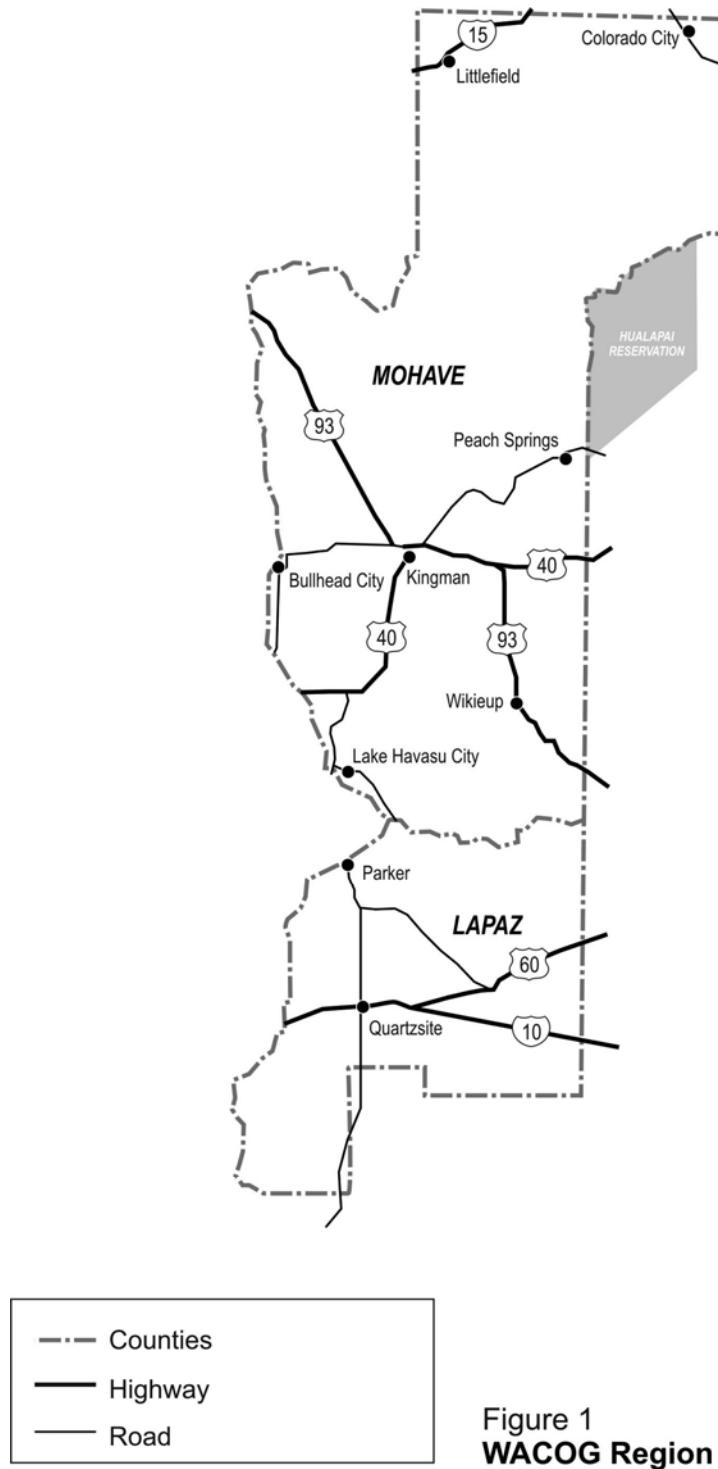 15
Colorado City
Littlefield
HUALAPAI
RESERVATION
MOHAVE
93
Peach Springs
40
Bullhead City
Kingman
40
93
Wikieup
Lake Havasu City
Parker
LAPAZ
60
Quartzsite
10
Counties
Highway
Road
Figure 1
WACOG Region